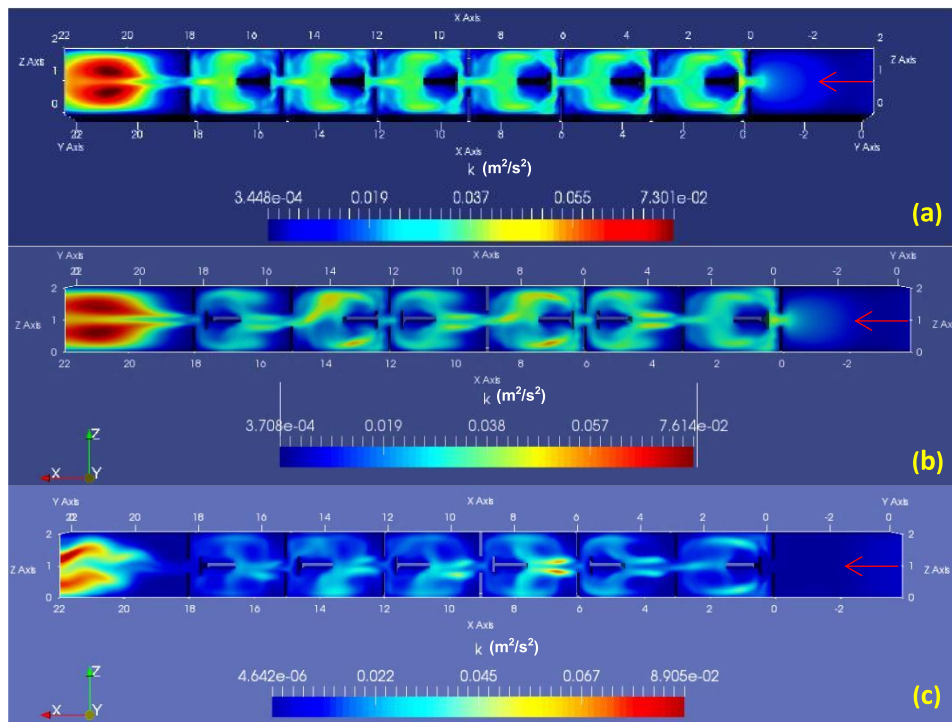 X Axis
22 20 18 16 14 12 10 8 6 4 2 0 -2
2 2
Z Axis Z Axis
1 1
0 0
22 20 18 16 14 12 10 8 6 4 2 0 -2 0
Y Axis X Axis Y Axis
k (m²/s²)
3.448e-04 0.019 0.037 0.055 7.301e-02
(a)
Y Axis X Axis Y Axis
20 18 16 14 12 10 8 6 4 2 0 -2 0
2
Z Axis 1 Z Axis
0
22 20 18 16 14 12 10 8 6 4 2 0 -2
X Axis
k (m²/s²)
3.708e-04 0.019 0.038 0.057 7.614e-02
Z
X Y
(b)
Y Axis X Axis Y Axis
20 18 16 14 12 10 8 6 4 2 0 -2 0
2 2
Z Axis 1 1 Z Axis
0 0
22 20 18 16 14 12 10 8 6 4 2 0 -2
X Axis
k (m²/s²)
4.642e-06 0.022 0.045 0.067 8.905e-02
Z
X Y
(c)